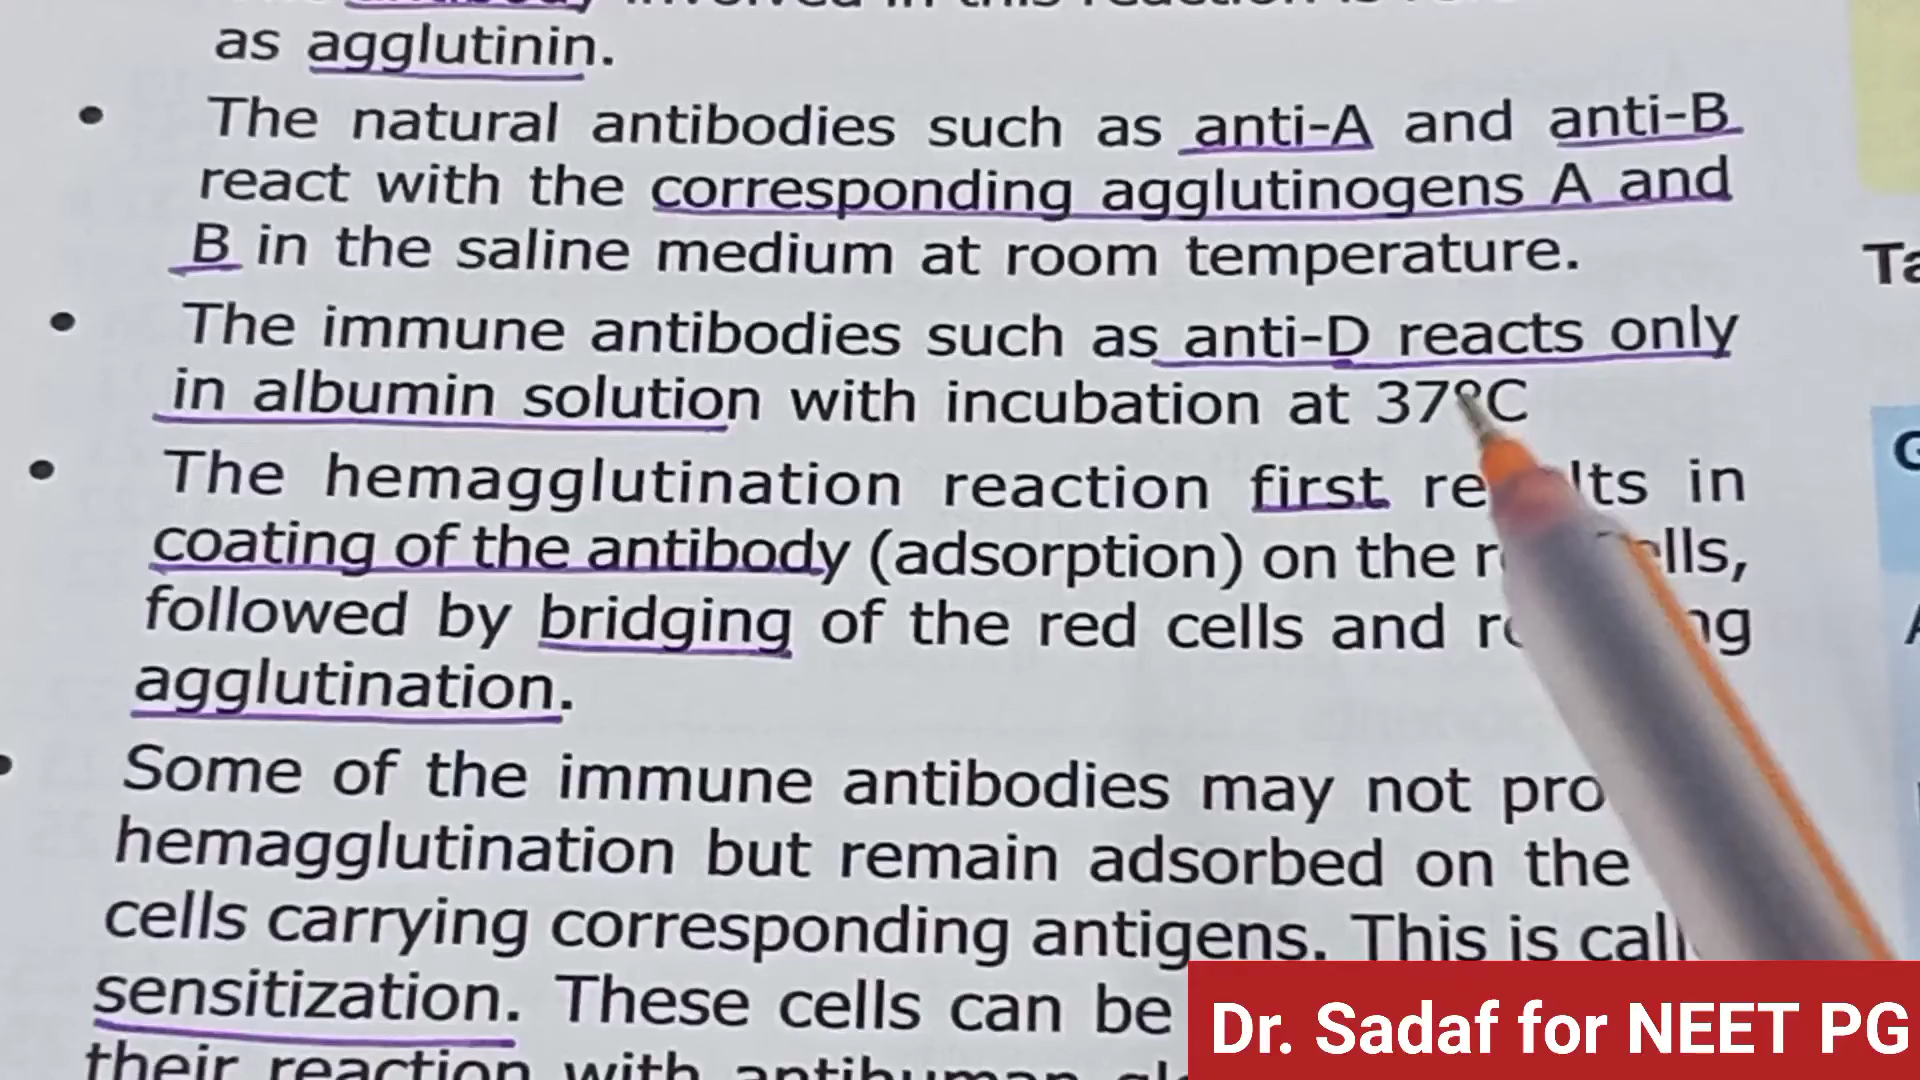 as agglutinin.
• The natural antibodies such as anti-A and anti-B
react with the corresponding agglutinogens A and
B in the saline medium at room temperature.
• The immune antibodies such as anti-D reacts only
in albumin solution with incubation at 37°C
• The hemagglutination reaction first in
coating of the antibody (adsorption) on the
followed by bridging of the red cells and
agglutination.
• Some of the immune antibodies may not
hemagglutination but remain adsorbed on the
cells carrying corresponding antigens. This is
sensitization. These cells can be
their reaction with
Dr. Sadaf for NEET PG